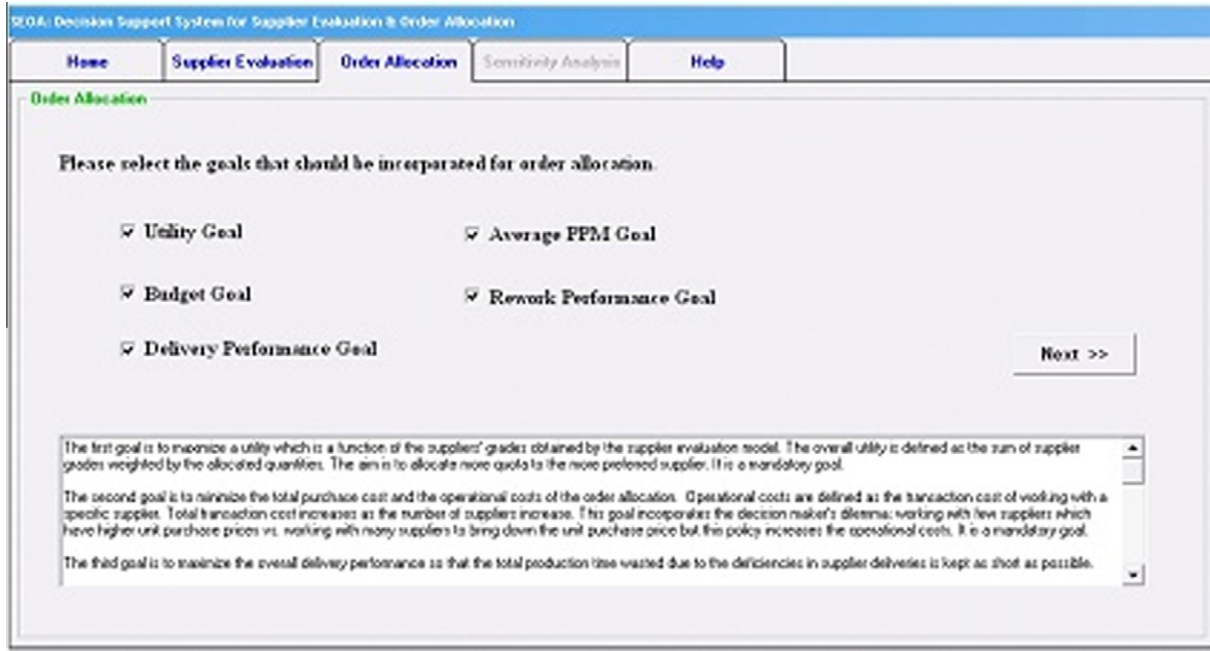 SEOA: Decision Support System for Supplier Evaluation & Order Allocation
Home Supplier Evaluation Order Allocation Sensitivity Analysis Help
Order Allocation
Please select the goals that should be incorporated for order allocation.
Utility Goal Average PPM Goal
Budget Goal Rework Performance Goal
Delivery Performance Goal
Next >>
The first goal is to maximize a utility which is a function of the suppliers' grades obtained by the supplier evaluation model. The overall utility is defined as the sum of supplier
grades weighted by the allocated quantities. The aim is to allocate more quota to the more preferred supplier. It is a mandatory goal.
The second goal is to minimize the total purchase cost and the operational costs of the order allocation. Operational costs are defined as the transaction cost of working with a
specific supplier. Total transaction cost increases as the number of suppliers increase. This goal incorporates the decision maker's dilemma: working with few suppliers which
have higher unit purchase prices vs. working with many suppliers to bring down the unit purchase price but this policy increases the operational costs. It is a mandatory goal.
The third goal is to maximize the overall delivery performance so that the total production time wasted due to the deficiencies in supplier deliveries is kept as short as possible.